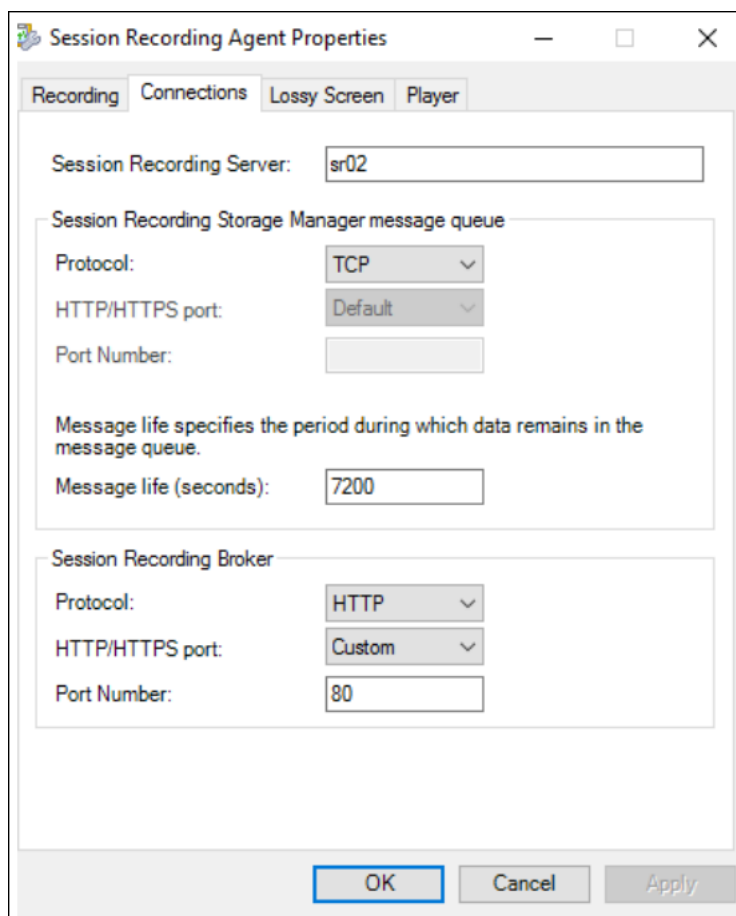 Session Recording Agent Properties
Recording Connections Lossy Screen Player
Session Recording Server: sr02
Session Recording Storage Manager message queue
Protocol: TCP
HTTP/HTTPS port: Default
Port Number:
Message life specifies the period during which data remains in the
message queue.
Message life (seconds): 7200
Session Recording Broker
Protocol: HTTP
HTTP/HTTPS port: Custom
Port Number: 80
OK Cancel Apply